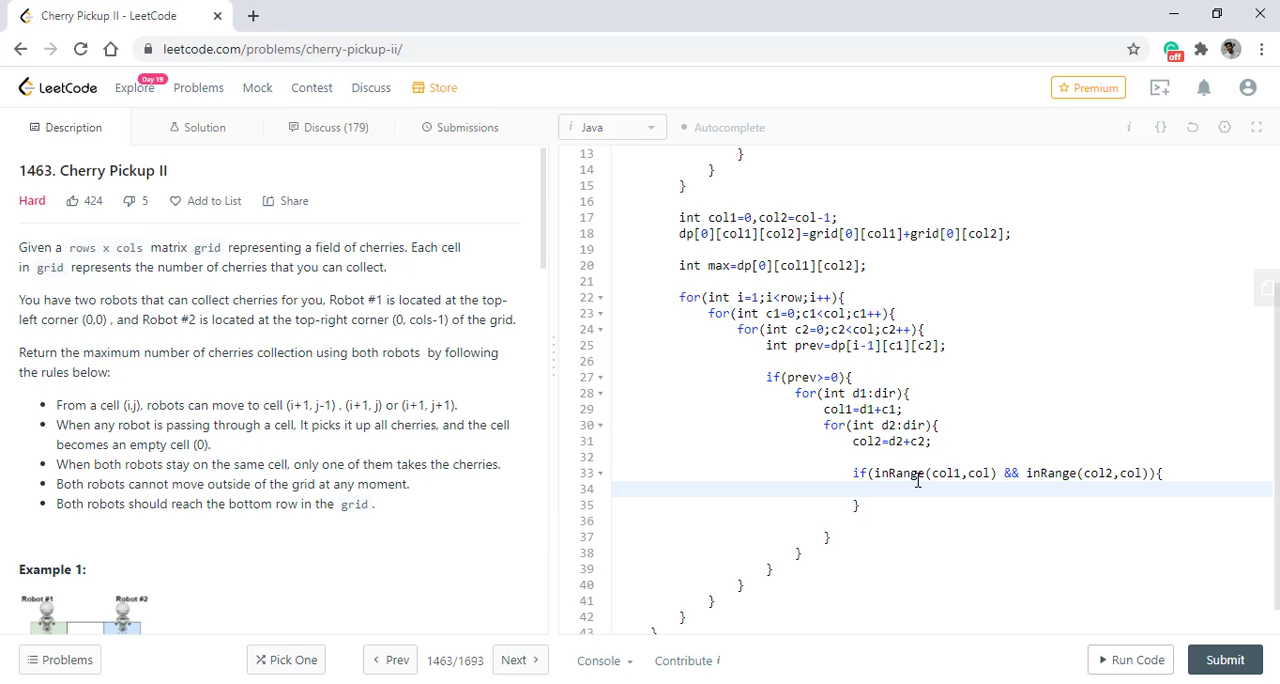 Cherry Pickup II - LeetCode
leetcode.com/problems/cherry-pickup-ii/
off
LeetCode
Explore
Day 19
Problems
Mock
Contest
Discuss
Store
Premium
Description
Solution
Discuss (179)
Submissions
i Java
Autocomplete
1463. Cherry Pickup II
Hard
424
5
Add to List
Share
Given a rows x cols matrix grid representing a field of cherries. Each cell
in grid represents the number of cherries that you can collect.
You have two robots that can collect cherries for you, Robot #1 is located at the top-
left corner (0,0) , and Robot #2 is located at the top-right corner (0, cols-1) of the grid.
Return the maximum number of cherries collection using both robots by following
the rules below:
From a cell (i,j), robots can move to cell (i+1, j-1) , (i+1, j) or (i+1, j+1).
When any robot is passing through a cell, It picks it up all cherries, and the cell
becomes an empty cell (0).
When both robots stay on the same cell, only one of them takes the cherries.
Both robots cannot move outside of the grid at any moment.
Both robots should reach the bottom row in the grid .
Example 1:
Robot #1
Robot #2
13 }
14 }
15 }
16
17 int col1=0,col2=col-1;
18 dp[0][col1][col2]=grid[0][col1]+grid[0][col2];
19
20 int max=dp[0][col1][col2];
21
22 for(int i=1;i<row;i++){
23 for(int c1=0;c1<col;c1++){
24 for(int c2=0;c2<col;c2++){
25 int prev=dp[i-1][c1][c2];
26
27 if(prev>=0){
28 for(int d1:dir){
29 col1=d1+c1;
30 for(int d2:dir){
31 col2=d2+c2;
32
33 if(inRange(col1,col) && inRange(col2,col)){
34
35 }
36
37 }
38 }
39 }
40 }
41 }
42 }
43 }
Problems
Pick One
Prev
1463/1693
Next
Console
Contribute i
Run Code
Submit